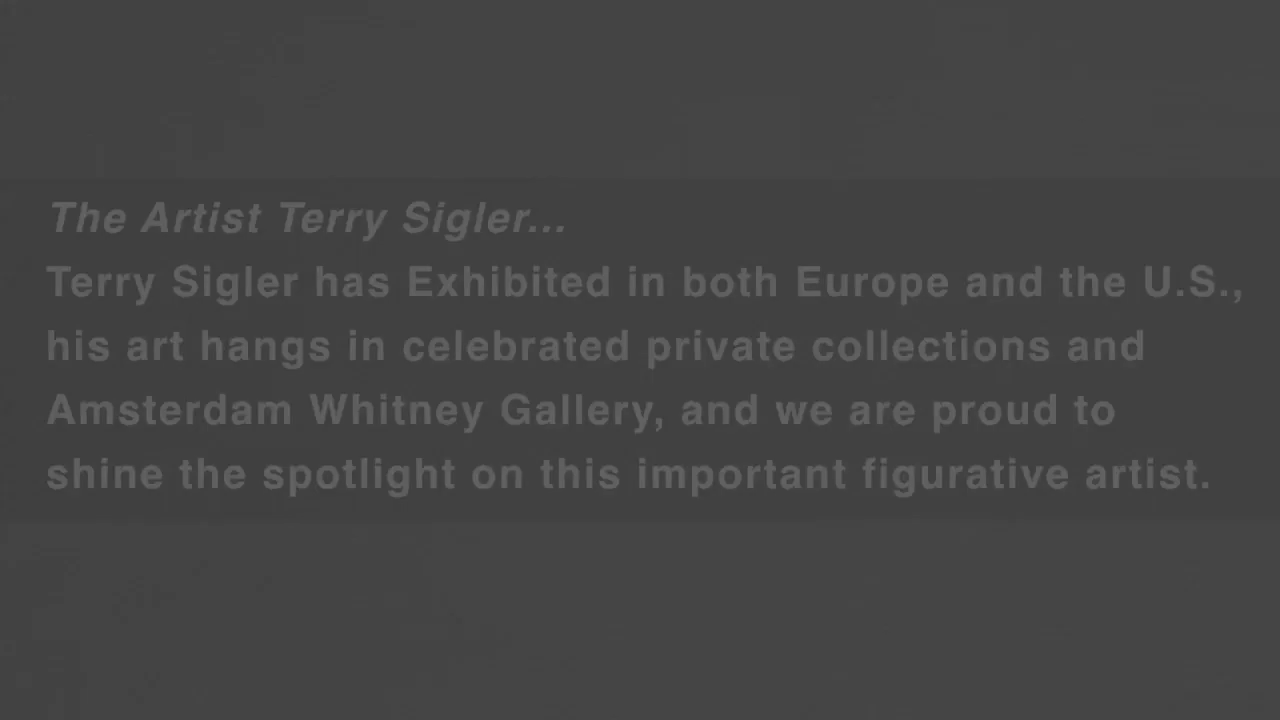 The Artist Terry Sigler...
Terry Sigler has Exhibited in both Europe and the U.S.,
his art hangs in celebrated private collections and
Amsterdam Whitney Gallery, and we are proud to
shine the spotlight on this important figurative artist.